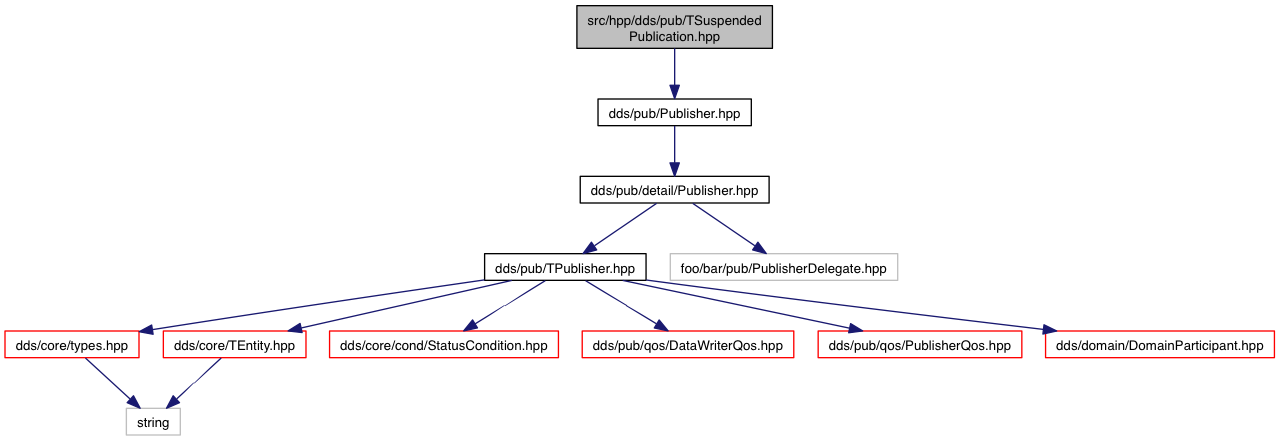 src/hpp/dds/pub/TSuspended
Publication.hpp
dds/pub/Publisher.hpp
dds/pub/detail/Publisher.hpp
dds/pub/TPublisher.hpp
foo/bar/pub/PublisherDelegate.hpp
dds/core/types.hpp
dds/core/TEntity.hpp
dds/core/cond/StatusCondition.hpp
dds/pub/qos/DataWriterQos.hpp
dds/pub/qos/PublisherQos.hpp
dds/domain/DomainParticipant.hpp
string